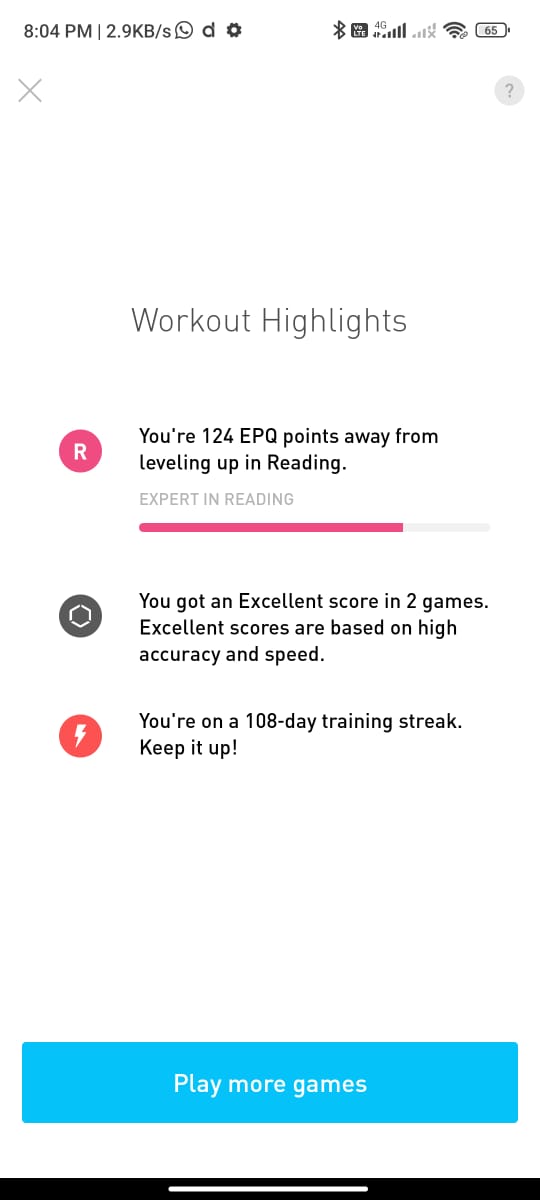 8:04 PM | 2.9KB/s d Vo LTE 4G 65
?
Workout Highlights
R
You're 124 EPQ points away from
leveling up in Reading.
EXPERT IN READING
You got an Excellent score in 2 games.
Excellent scores are based on high
accuracy and speed.
You're on a 108-day training streak.
Keep it up!
Play more games